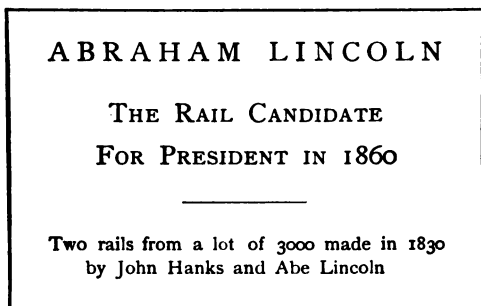 ABRAHAM LINCOLN
THE RAIL CANDIDATE
FOR PRESIDENT IN 1860
Two rails from a lot of 3000 made in 1830
by John Hanks and Abe Lincoln